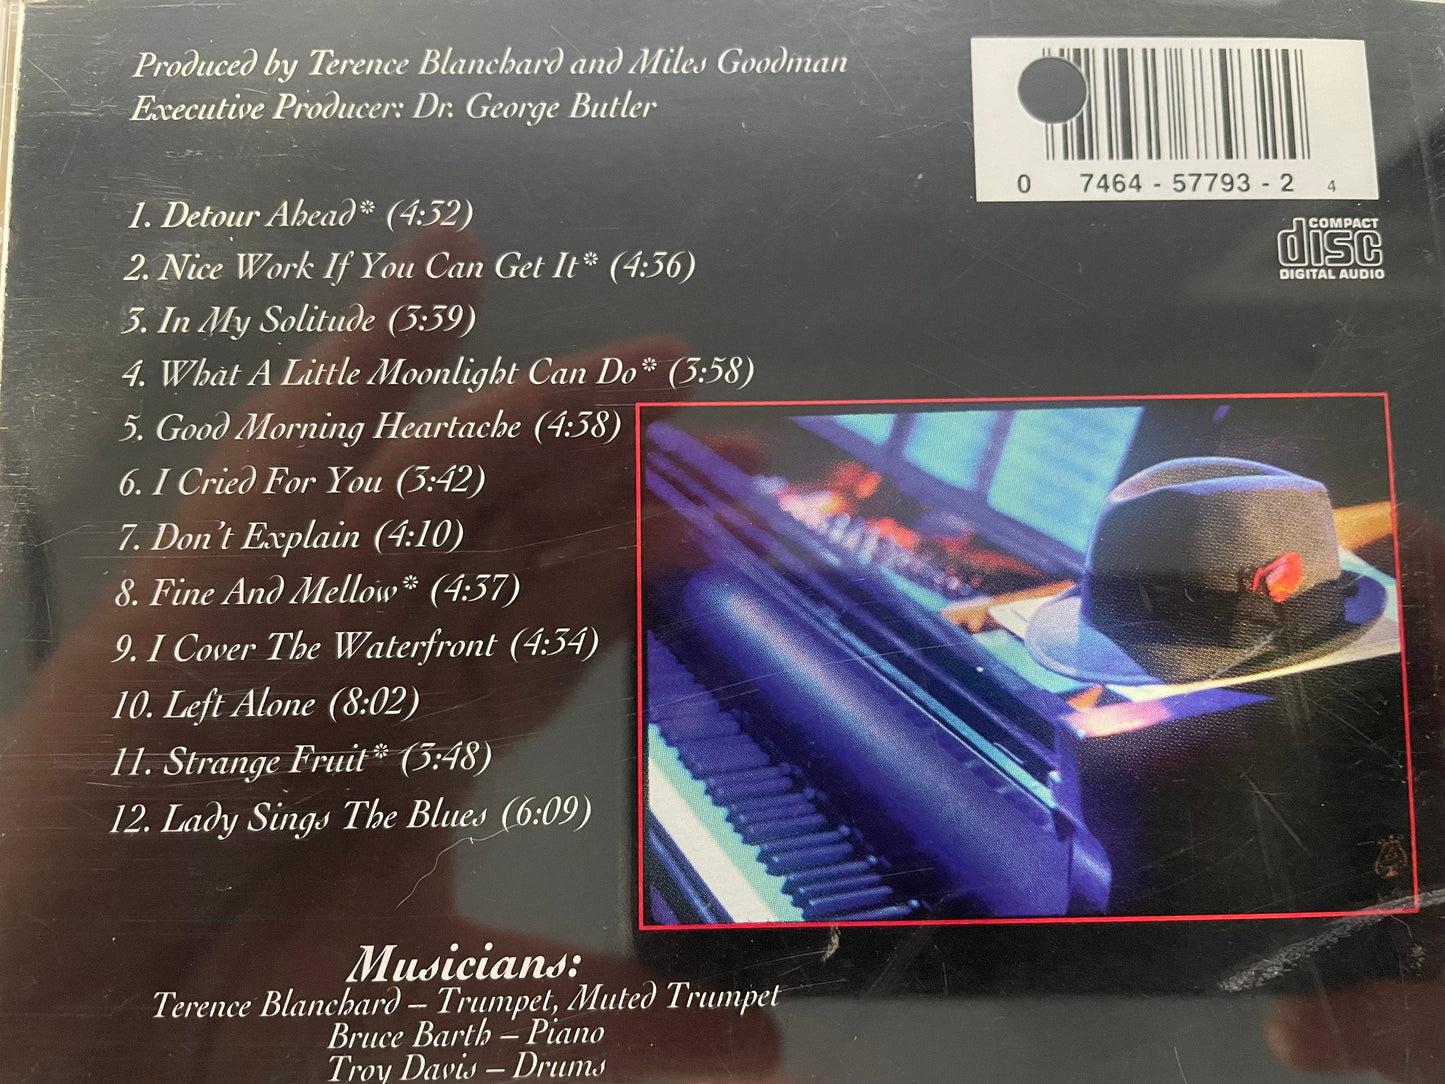 Produced by Terence Blanchard and Miles Goodman
Executive Producer: Dr. George Butler
0 7464 - 57793 - 2 4
COMPACT
disc
DIGITAL AUDIO
1. Detour Ahead* (4:32)
2. Nice Work If You Can Get It* (4:36)
3. In My Solitude (3:39)
4. What A Little Moonlight Can Do* (3:58)
5. Good Morning Heartache (4:38)
6. I Cried For You (3:42)
7. Don't Explain (4:10)
8. Fine And Mellow* (4:37)
9. I Cover The Waterfront (4:34)
10. Left Alone (8:02)
11. Strange Fruit* (3:48)
12. Lady Sings The Blues (6:09)
Musicians:
Terence Blanchard – Trumpet, Muted Trumpet
Bruce Barth – Piano
Troy Davis – Drums